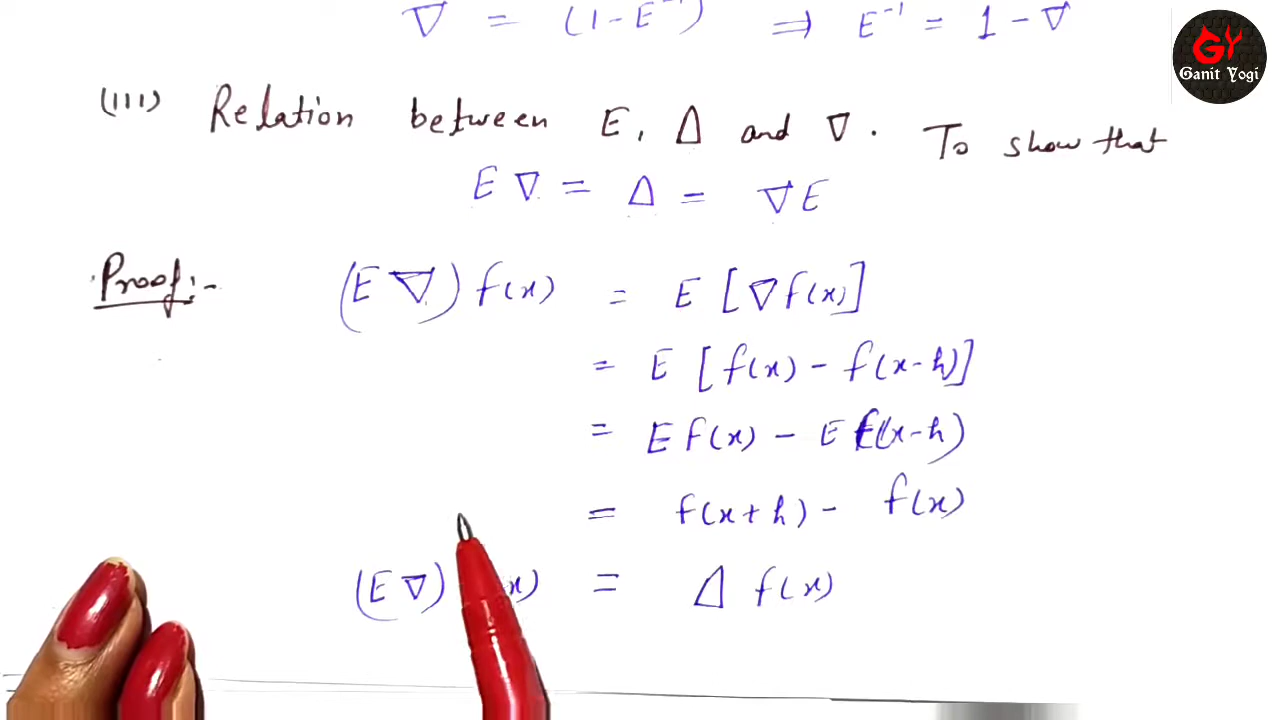 ∇ = (1 - E⁻¹) ⇒ E⁻¹ = 1 - ∇
GY
Ganit Yogi
(III) Relation between E, Δ and ∇. To show that
E∇ = Δ = ∇E
Proof:- (E∇) f(x) = E [∇f(x)]
= E [f(x) - f(x-h)]
= E f(x) - E f(x-h)
= f(x+h) - f(x)
(E∇) x) = Δ f(x)